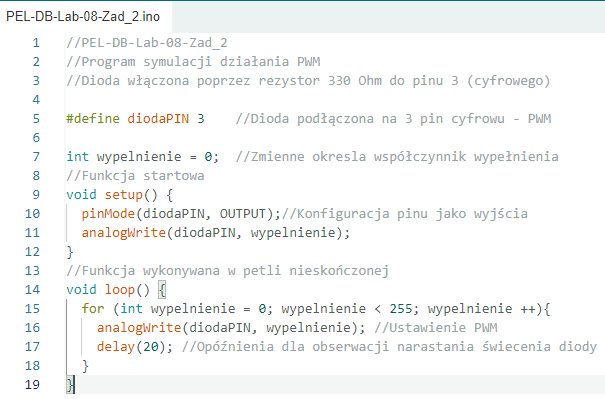 PEL-DB-Lab-08-Zad_2.ino
1 //PEL-DB-Lab-08-Zad_2
2 //Program symulacji działania PWM
3 //Dioda włączona poprzez rezystor 330 Ohm do pinu 3 (cyfrowego)
4
5 #define diodaPIN 3    //Dioda podłączona na 3 pin cyfrowu - PWM
6
7 int wypelnienie = 0;  //Zmienne okresla współczynnik wypełnienia
8 //Funkcja startowa
9 void setup() {
10   pinMode(diodaPIN, OUTPUT);//Konfiguracja pinu jako wyjścia
11   analogWrite(diodaPIN, wypelnienie);
12 }
13 //Funkcja wykonywana w petli nieskończonej
14 void loop() {
15   for (int wypelnienie = 0; wypelnienie < 255; wypelnienie ++){
16     analogWrite(diodaPIN, wypelnienie); //Ustawienie PWM
17     delay(20); //Opóźnienia dla obserwacji narastania świecenia diody
18   }
19 }